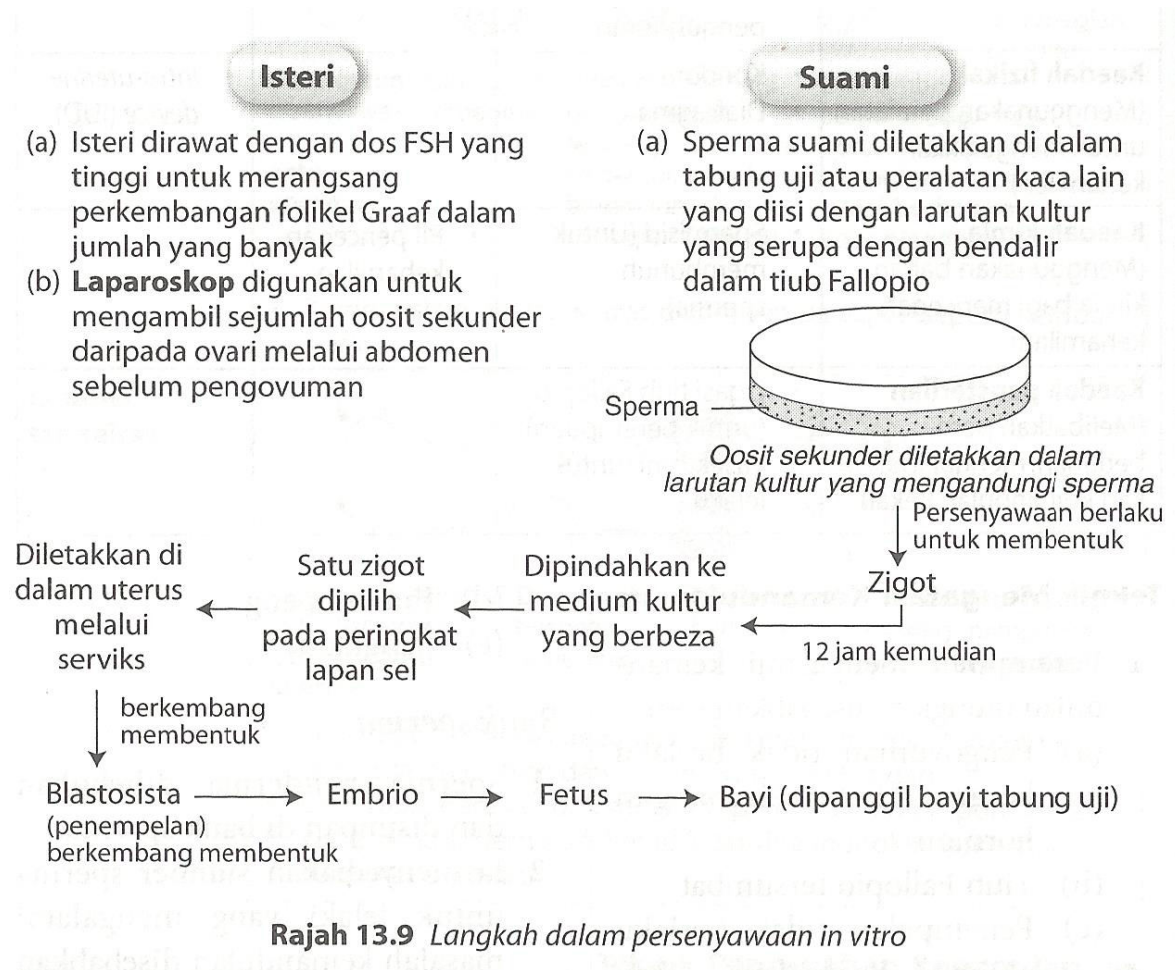 Isteri
(a) Isteri dirawat dengan dos FSH yang
tinggi untuk merangsang
perkembangan folikel Graaf dalam
jumlah yang banyak
(b) Laparoskop digunakan untuk
mengambil sejumlah oosit sekunder
daripada ovari melalui abdomen
sebelum pengovuman
Suami
(a) Sperma suami diletakkan di dalam
tabung uji atau peralatan kaca lain
yang diisi dengan larutan kultur
yang serupa dengan bendalir
dalam tiub Fallopio
Sperma
Oosit sekunder diletakkan dalam
larutan kultur yang mengandungi sperma
Persenyawaan berlaku
untuk membentuk
Zigot
12 jam kemudian
Dipindahkan ke
medium kultur
yang berbeza
Satu zigot
dipilih
pada peringkat
lapan sel
Diletakkan di
dalam uterus
melalui
serviks
berkembang
membentuk
Blastosista
(penempelan)
berkembang membentuk
Embrio
Fetus
Bayi (dipanggil bayi tabung uji)
Rajah 13.9 Langkah dalam persenyawaan in vitro